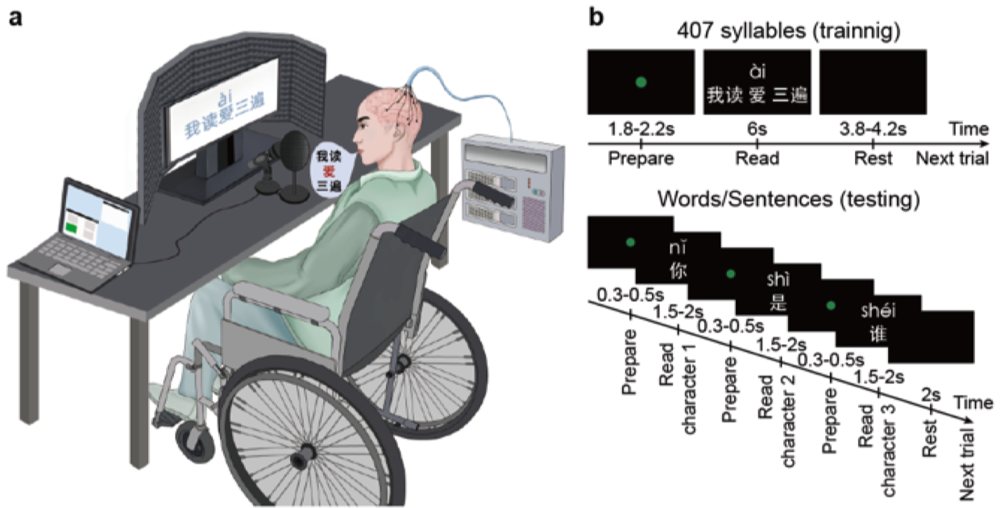 a
ài
我读爱三遍
我读
爱
三遍
b
407 syllables (trainnig)
ài
我读 爱 三遍
1.8-2.2s 6s 3.8-4.2s Time
Prepare Read Rest Next trial
Words/Sentences (testing)
nǐ
你
shì
是
shéi
谁
0.3-0.5s
1.5-2s
0.3-0.5s
1.5-2s
0.3-0.5s
1.5-2s
2s
Time
Prepare
Read
character 1
Prepare
Read
character 2
Prepare
Read
character 3
Rest
Next trial